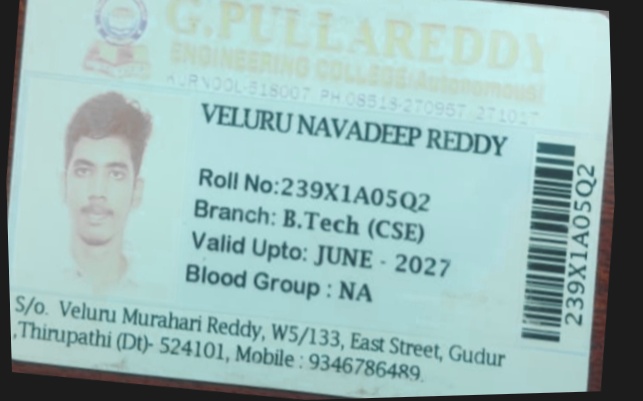 G.PULLAREDDY
ENGINEERING COLLEGE(Autonomous)
KURNOOL-518007 PH:08518-270957, 271017
VELURU NAVADEEP REDDY
Roll No:239X1A05Q2
Branch: B.Tech (CSE)
Valid Upto: JUNE - 2027
Blood Group : NA
239X1A05Q2
S/o. Veluru Murahari Reddy, W5/133, East Street, Gudur
,Thirupathi (Dt)- 524101, Mobile : 9346786489.